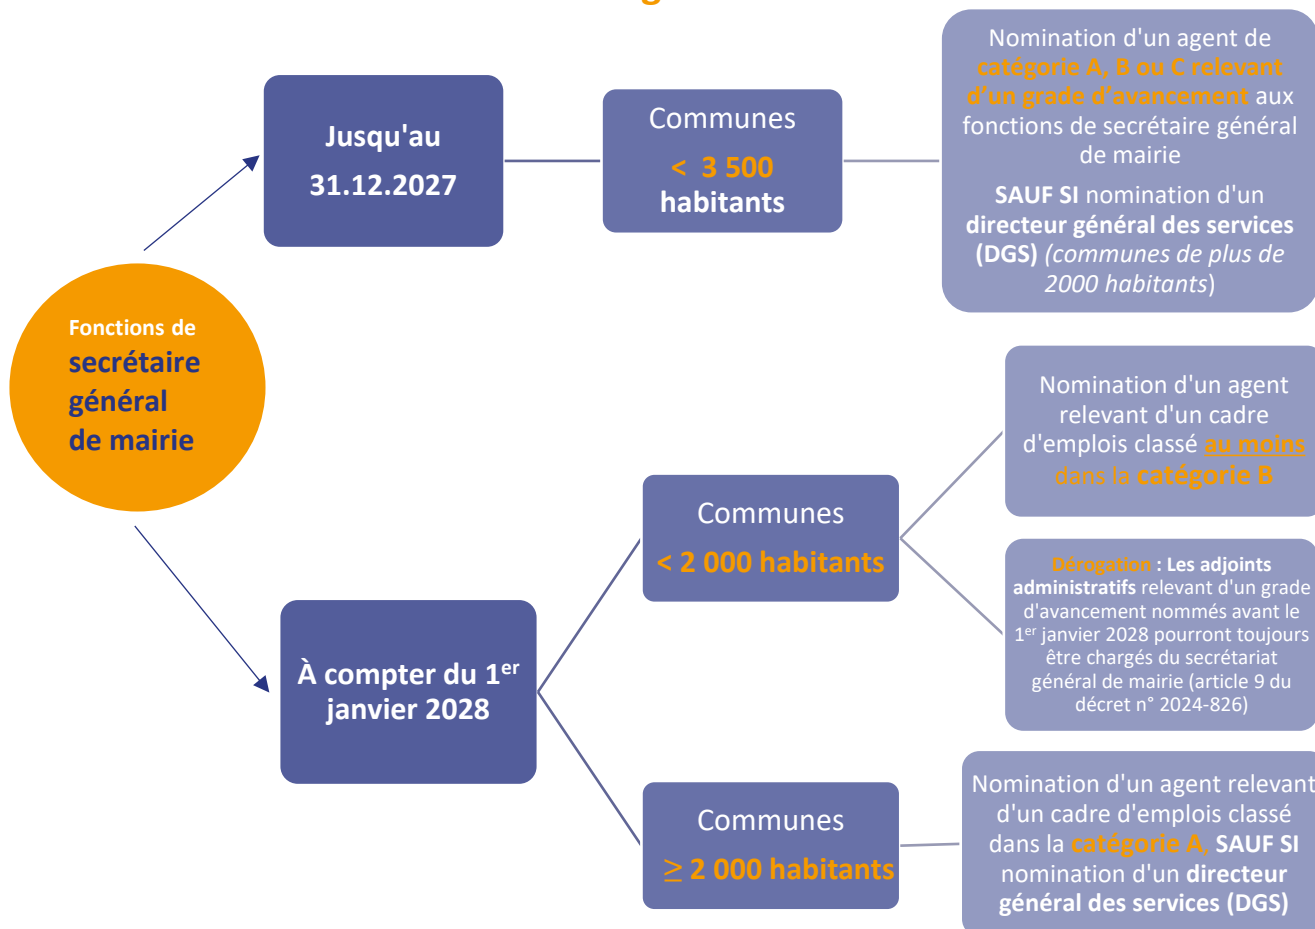 Fonctions de
secrétaire
général
de mairie
Jusqu'au
31.12.2027
Communes
< 3 500
habitants
Nomination d'un agent de
catégorie A, B ou C relevant
d’un grade d’avancement aux
fonctions de secrétaire général
de mairie
SAUF SI nomination d'un
directeur général des services
(DGS) (communes de plus de
2000 habitants)
À compter du 1er
janvier 2028
Communes
< 2 000 habitants
Nomination d'un agent
relevant d'un cadre
d'emplois classé au moins
dans la catégorie B
Dérogation : Les adjoints
administratifs relevant d'un grade
d'avancement nommés avant le
1er janvier 2028 pourront toujours
être chargés du secrétariat
général de mairie (article 9 du
décret n° 2024-826)
Communes
≥ 2 000 habitants
Nomination d'un agent relevant
d'un cadre d'emplois classé
dans la catégorie A, SAUF SI
nomination d'un directeur
général des services (DGS)